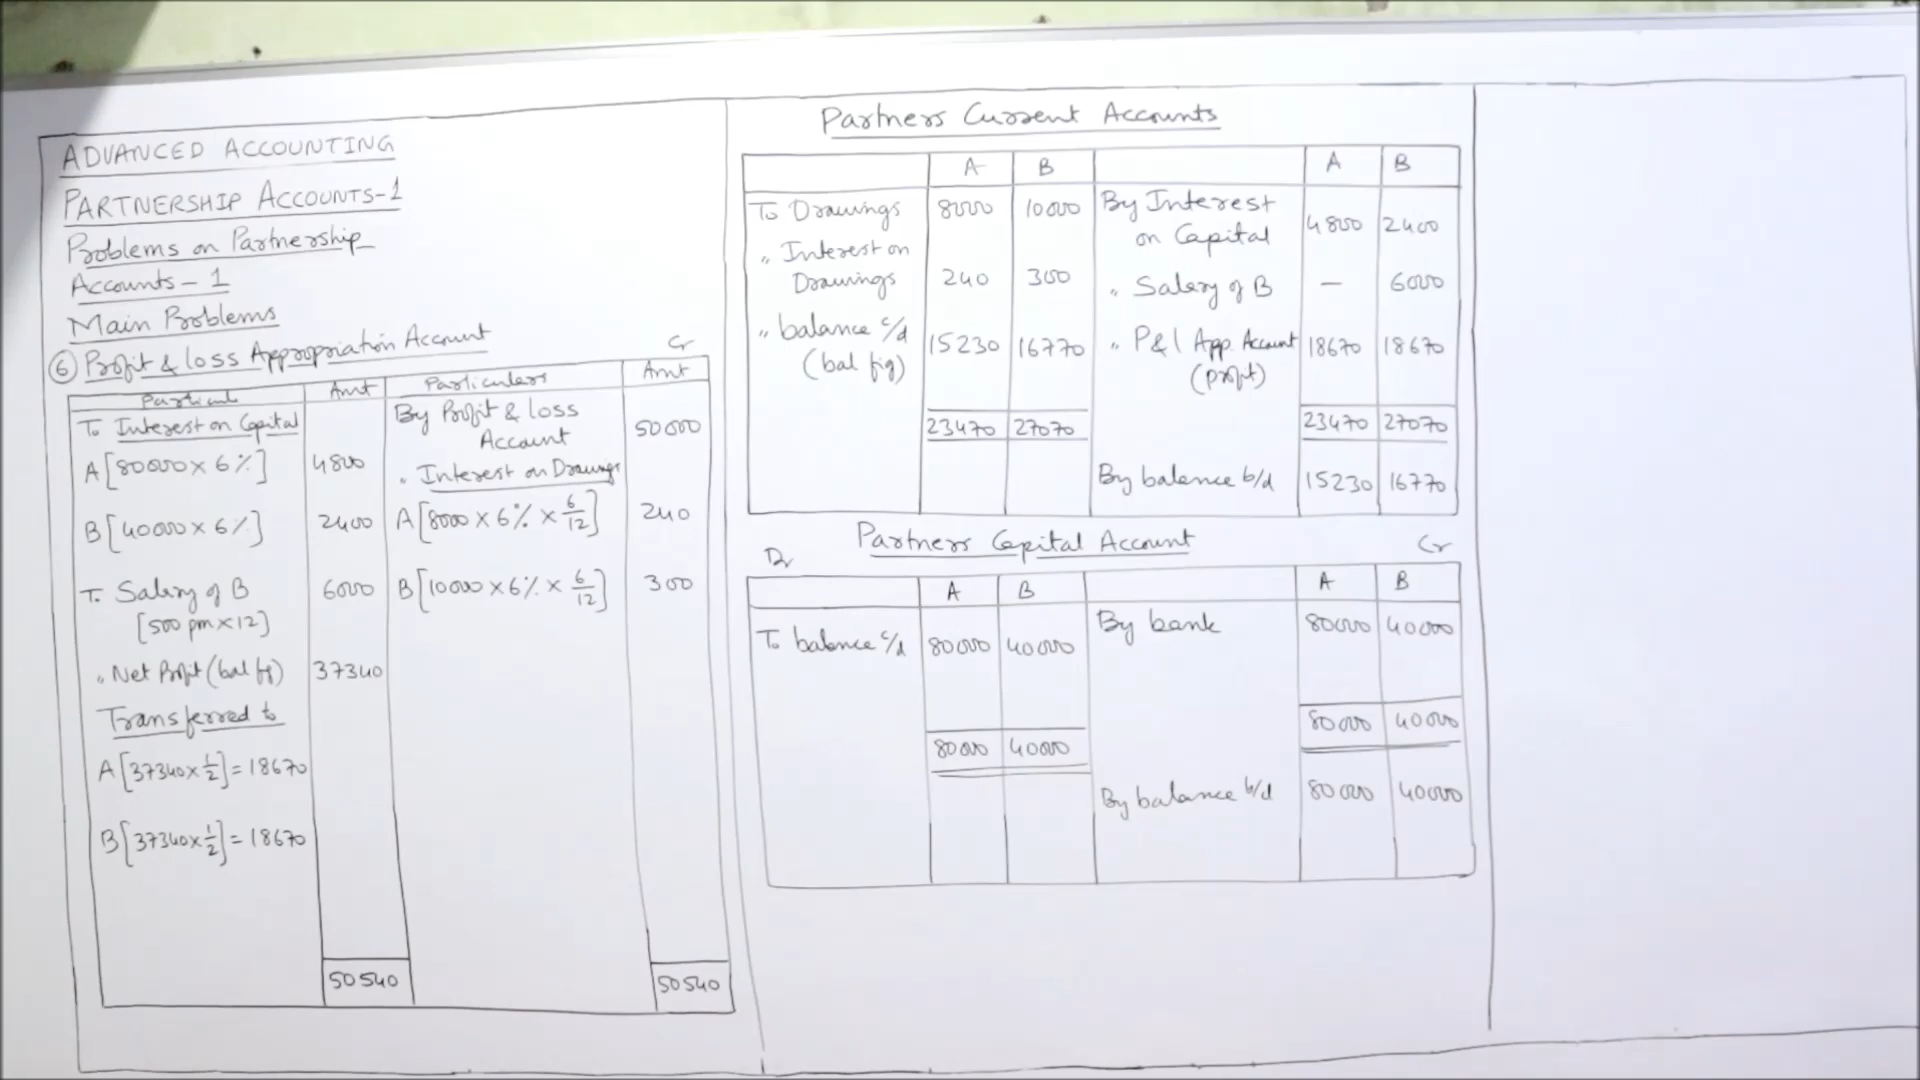 ADVANCED ACCOUNTING
PARTNERSHIP ACCOUNTS-1
Problems on Partnership
Accounts - 1
Main Problems
⑥ Profit & loss Appropriation Account Cr
Particul Amt Particulars Amt
To Interest on Capital By Profit & loss
Account 50000
A [80000 x 6%] 4800 " Interest on Drawings
B [40000 x 6%] 2400 A [8000 x 6% x 6/12] 240
To Salary of B 6000 B [10000 x 6% x 6/12] 300
[500 pm x 12]
" Net Profit (bal fig) 37340
Transferred to
A [37340 x 1/2] = 18670
B [37340 x 1/2] = 18670
50540 50540
Partners Current Accounts
A B A B
To Drawings 8000 10000 By Interest
on Capital 4800 2400
" Interest on
Drawings 240 300 " Salary of B — 6000
" balance c/d 15230 16770 " P&l App. Account 18670 18670
(bal fig) (profit)
23470 27070 23470 27070
By balance b/d 15230 16770
Dr Partners Capital Account Cr
A B A B
To balance c/d 80000 40000 By bank 80000 40000
80000 40000
80000 40000
By balance b/d 80000 40000